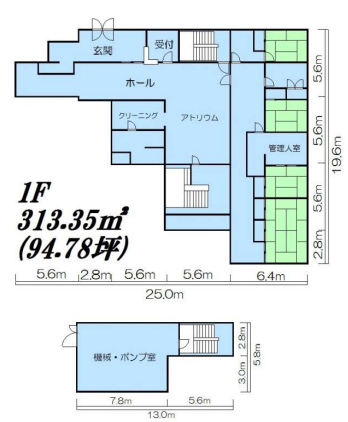 玄関
受付
ホール
クリーニング
アトリウム
管理人室
1F
313.35㎡
(94.78坪)
5.6m
5.6m
5.6m
2.8m
19.6m
5.6m
2.8m
5.6m
5.6m
6.4m
25.0m
機械・ポンプ室
2.8m
3.0m
5.8m
7.8m
5.6m
13.0m